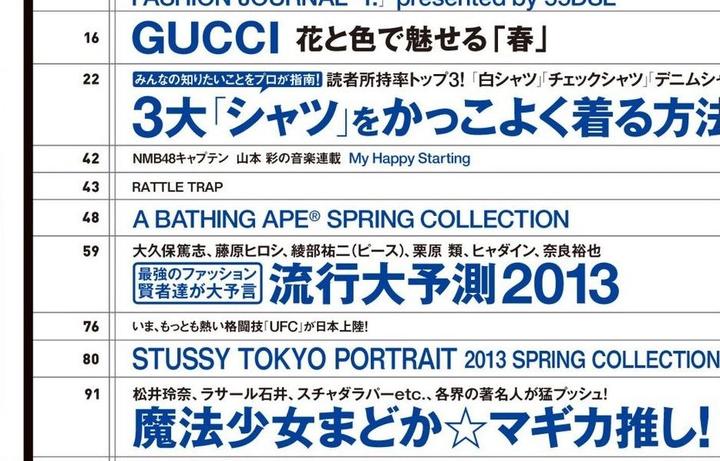 FASHION JOURNAL "I." presented by 55DSL
16 GUCCI 花と色で魅せる「春」
22 みんなの知りたいことをプロが指南! 読者所持率トップ3!「白シャツ」「チェックシャツ」「デニムシャ
3大「シャツ」をかっこよく着る方法
42 NMB48キャプテン 山本 彩の音楽連載 My Happy Starting
43 RATTLE TRAP
48 A BATHING APE® SPRING COLLECTION
59 大久保篤志、藤原ヒロシ、綾部祐二(ピース)、栗原 類、ヒャダイン、奈良裕也
最強のファッション
賢者達が大予言 流行大予測2013
76 いま、もっとも熱い格闘技「UFC」が日本上陸!
80 STUSSY TOKYO PORTRAIT 2013 SPRING COLLECTION
91 松井玲奈、ラサール石井、スチャダラパーetc.、各界の著名人が猛プッシュ!
魔法少女まどか☆マギカ推し!